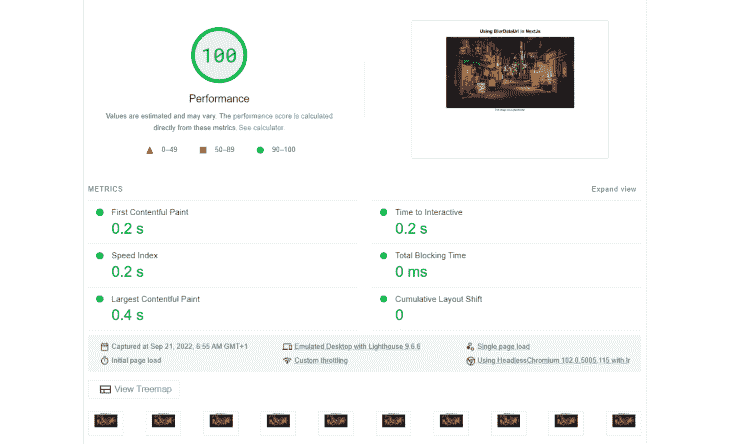 100
Performance
Values are estimated and may vary. The performance score is calculated
directly from these metrics. See calculator.
0–49
50–89
90–100
Using BlurDataUrl in Next.js
METRICS
Expand view
First Contentful Paint
0.2 s
Time to Interactive
0.2 s
Speed Index
0.2 s
Total Blocking Time
0 ms
Largest Contentful Paint
0.4 s
Cumulative Layout Shift
0
Captured at Sep 21, 2022, 6:55 AM GMT+1
Emulated Desktop with Lighthouse 9.6.6
Single page load
Initial page load
Custom throttling
Using HeadlessChromium 102.0.5005.115 with lr
View Treemap